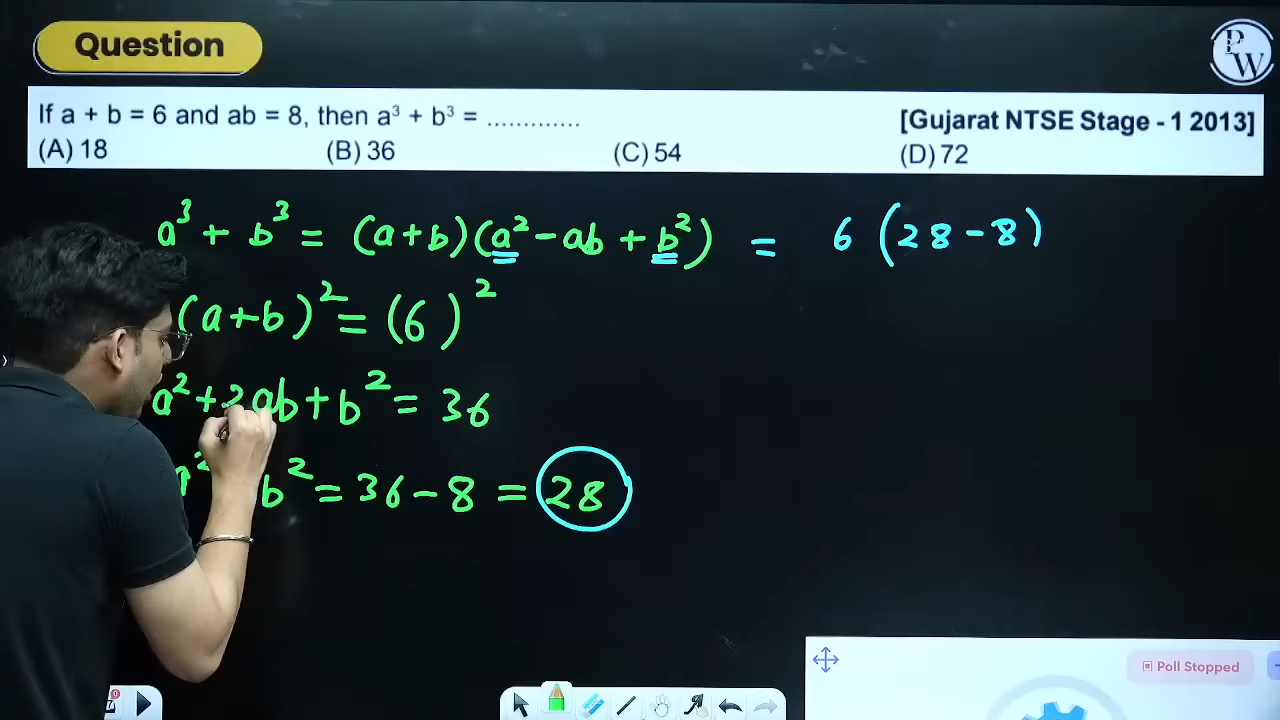 Question
PW
If a + b = 6 and ab = 8, then a³ + b³ = ............. [Gujarat NTSE Stage - 1 2013]
(A) 18 (B) 36 (C) 54 (D) 72
a³ + b³ = (a+b)(a² - ab + b²) = 6 (28 - 8)
(a+b)² = (6)²
a² + 2ab + b² = 36
a² b² = 36 - 8 = 28
Poll Stopped